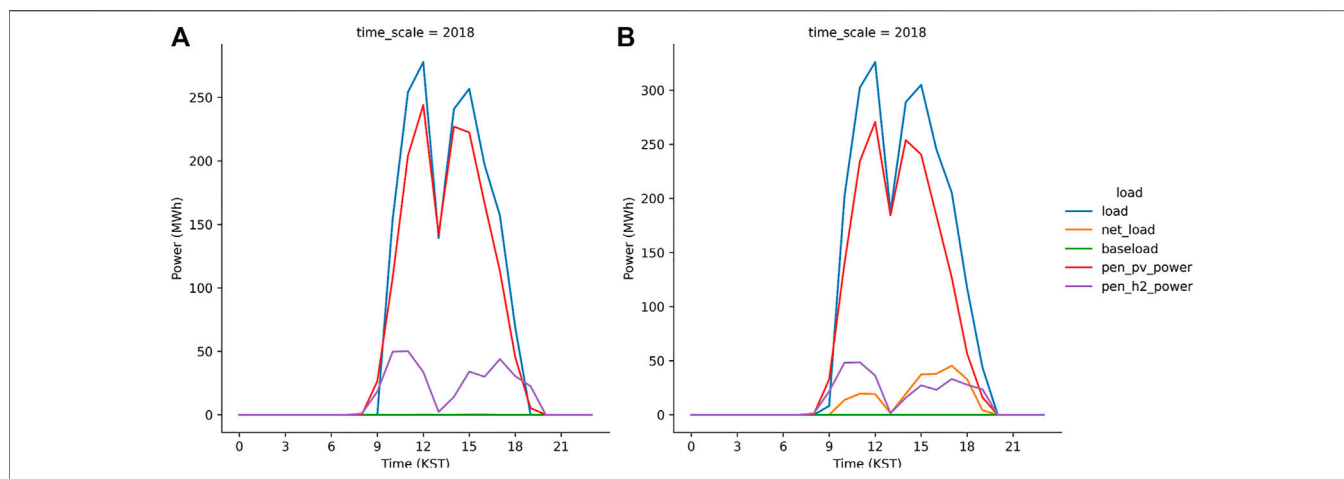 A
time_scale = 2018
Power (MWh)
250
200
150
100
50
0
0 3 6 9 12 15 18 21
Time (KST)
B
time_scale = 2018
Power (MWh)
300
250
200
150
100
50
0
0 3 6 9 12 15 18 21
Time (KST)
load
load
net_load
baseload
pen_pv_power
pen_h2_power